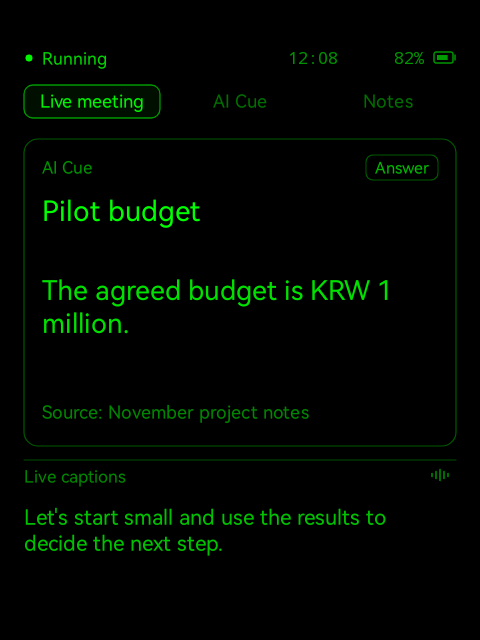 Running
12:08
82%
Live meeting
AI Cue
Notes
AI Cue
Answer
Pilot budget
The agreed budget is KRW 1
million.
Source: November project notes
Live captions
Let's start small and use the results to
decide the next step.